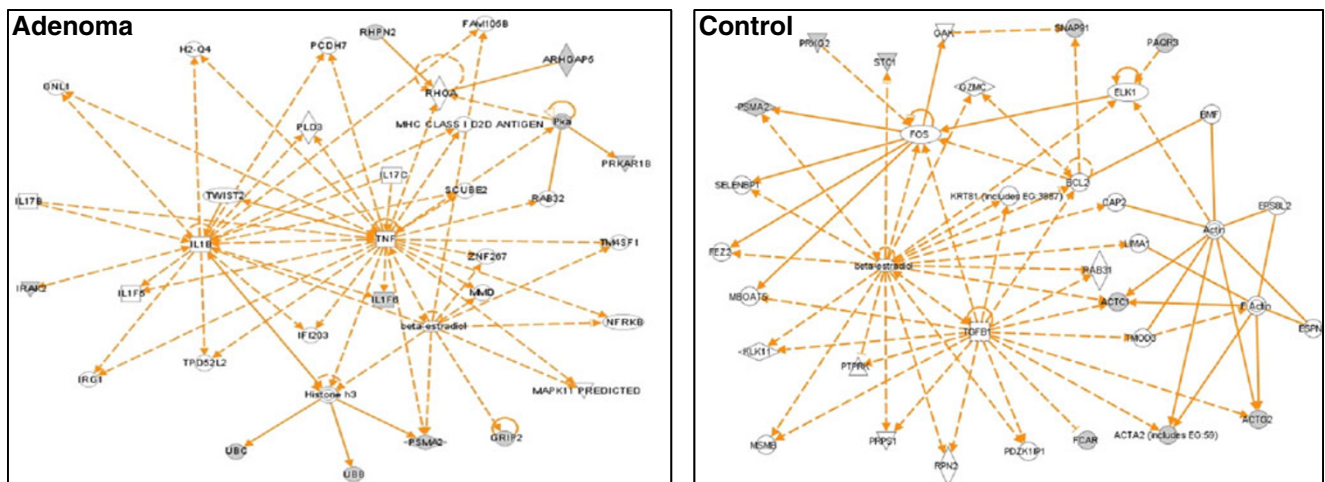 Adenoma
RHPN2
FAM105B
H2-Q4
PCDH7
ARHGAP5
GNL1
RHOA
PLD3
MHC CLASS I D2D ANTIGEN
Pka
PRKAR1B
IL17C
TWIST2
SCUBE2
RAB32
IL17B
IL1B
TNF
TM4SF1
ZNF267
IRAK2
IL1F5
IL1F6
MMD
beta-estradiol
NFRKB
IFI203
TPD52L2
IRG1
Histone h3
MAPK11 PREDICTED
UBC
PSMA2
GRIP2
UBB
Control
PRKG2
GAK
SNAP91
STC1
PAQR3
PSMA2
GZMC
ELK1
FOS
BMF
SELENBP1
KRT81 (includes EG:3887)
BCL2
CAP2
EPS8L2
Actin
FEZ2
LIMA1
beta-estradiol
RAB31
MBOAT5
ACTC1
F Actin
TGFB1
TMOD3
ESPN
KLK11
PTPRK
MSMB
PRPS1
RPN2
PDZK1IP1
FCAR
ACTA2 (includes EG:59)
ACTG2